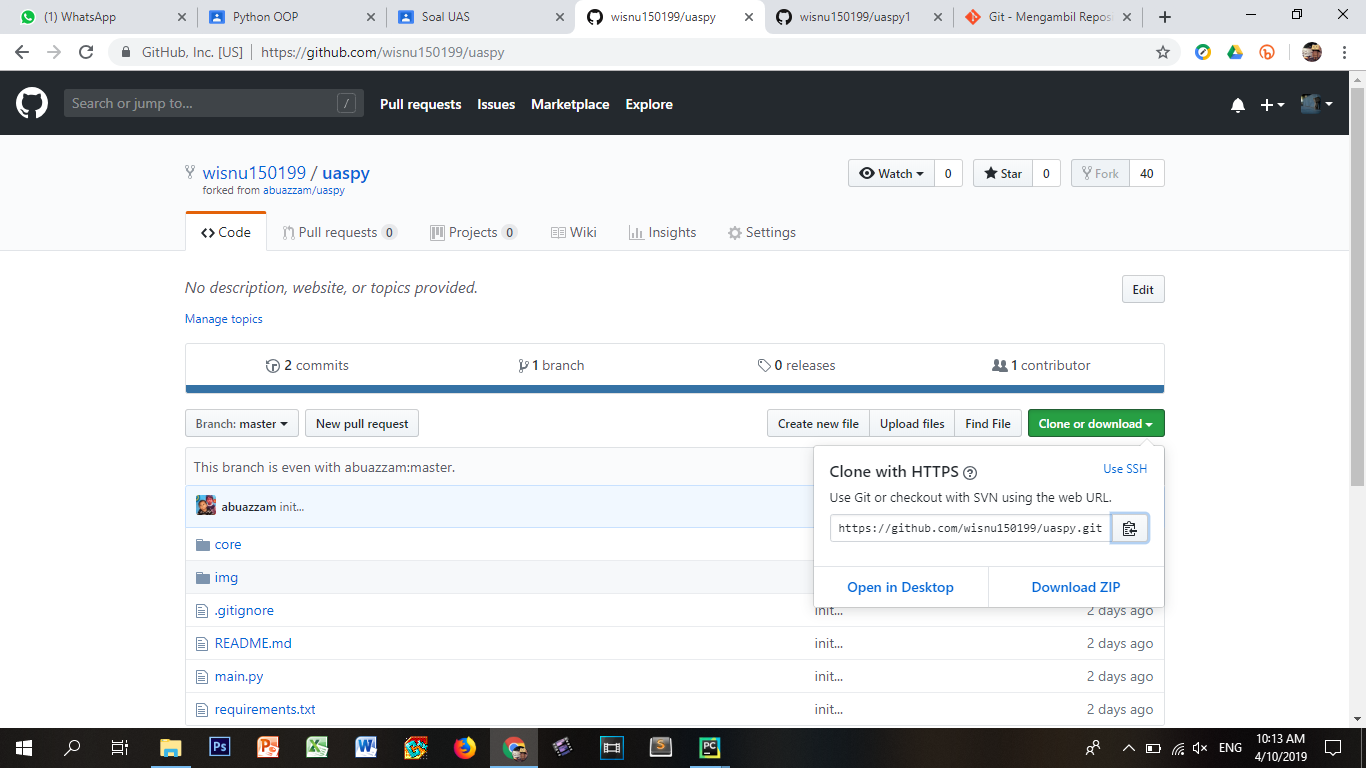 (1) WhatsApp
Python OOP
Soal UAS
wisnu150199/uaspy
wisnu150199/uaspy1
Git - Mengambil Repos
GitHub, Inc. [US] https://github.com/wisnu150199/uaspy
Search or jump to... /
Pull requests Issues Marketplace Explore
wisnu150199 / uaspy
forked from abuazzam/uaspy
Watch 0 Star 0 Fork 40
Code Pull requests 0 Projects 0 Wiki Insights Settings
No description, website, or topics provided.
Edit
Manage topics
2 commits 1 branch 0 releases 1 contributor
Branch: master New pull request Create new file Upload files Find File Clone or download
This branch is even with abuazzam:master.
Clone with HTTPS Use SSH
Use Git or checkout with SVN using the web URL.
https://github.com/wisnu150199/uaspy.git
Open in Desktop Download ZIP
abuazzam init...
core
img
.gitignore init... 2 days ago
README.md init... 2 days ago
main.py init... 2 days ago
requirements.txt init... 2 days ago
Ps
ENG
10:13 AM
4/10/2019